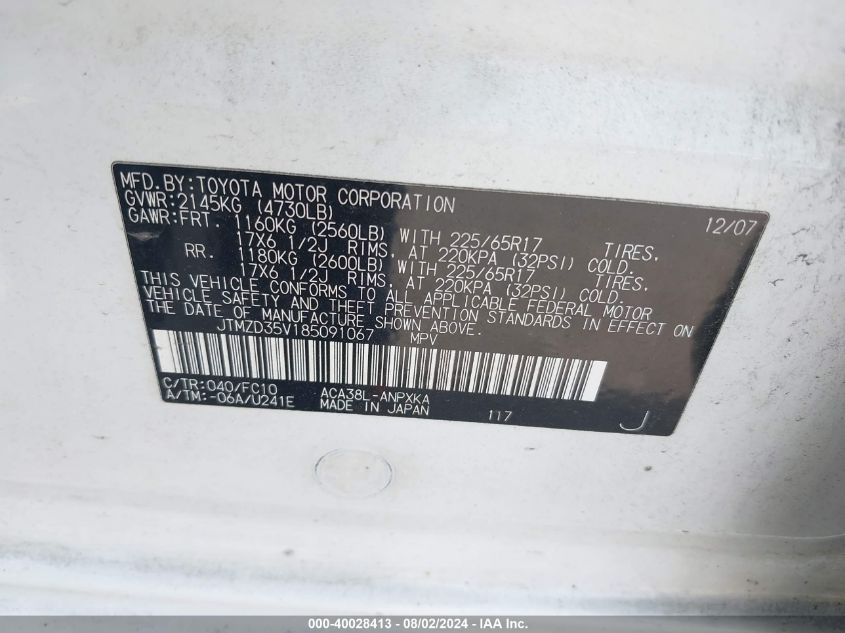 MFD.BY:TOYOTA MOTOR CORPORATION 12/07
GVWR:2145KG (4730LB)
GAWR:FRT. 1160KG (2560LB) WITH 225/65R17 TIRES,
17X6 1/2J RIMS, AT 220KPA (32PSI) COLD.
RR. 1180KG (2600LB) WITH 225/65R17 TIRES,
17X6 1/2J RIMS, AT 220KPA (32PSI) COLD.
THIS VEHICLE CONFORMS TO ALL APPLICABLE FEDERAL MOTOR
VEHICLE SAFETY AND THEFT PREVENTION STANDARDS IN EFFECT ON
THE DATE OF MANUFACTURE SHOWN ABOVE.
JTMZD35V185091067 MPV
C/TR:040/FC10 ACA38L-ANPXKA
A/TM:-06A/U241E MADE IN JAPAN 117 J
000-40028413 - 08/02/2024 - IAA Inc.